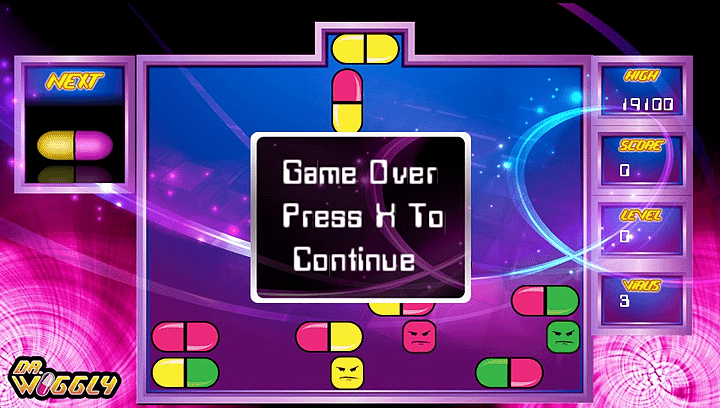 NEXT
HIGH
19100
SCORE
0
LEVEL
0
VIRUS
3
Game Over
Press X To
Continue
DR.
WIGGLY